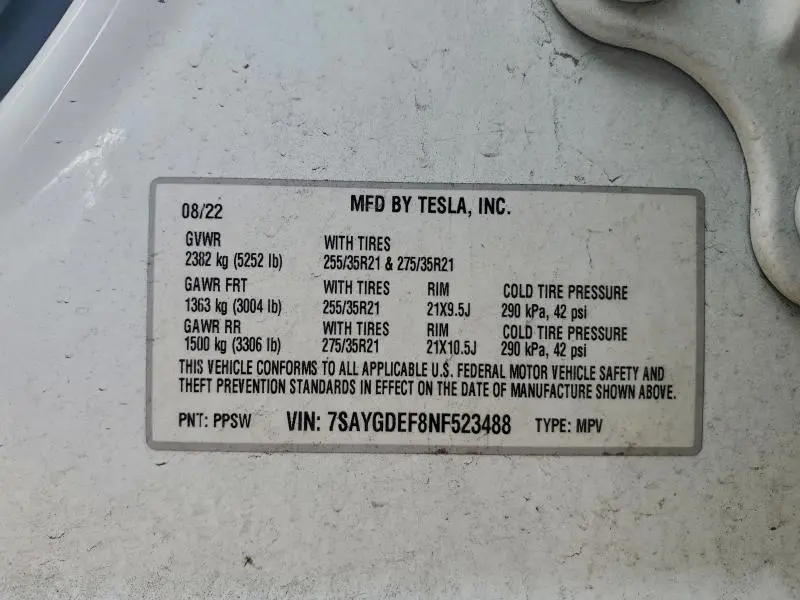 08/22 MFD BY TESLA, INC.
GVWR WITH TIRES
2382 kg (5252 lb) 255/35R21 & 275/35R21
GAWR FRT WITH TIRES RIM COLD TIRE PRESSURE
1363 kg (3004 lb) 255/35R21 21X9.5J 290 kPa, 42 psi
GAWR RR WITH TIRES RIM COLD TIRE PRESSURE
1500 kg (3306 lb) 275/35R21 21X10.5J 290 kPa, 42 psi
THIS VEHICLE CONFORMS TO ALL APPLICABLE U.S. FEDERAL MOTOR VEHICLE SAFETY AND
THEFT PREVENTION STANDARDS IN EFFECT ON THE DATE OF MANUFACTURE SHOWN ABOVE.
PNT: PPSW VIN: 7SAYGDEF8NF523488 TYPE: MPV